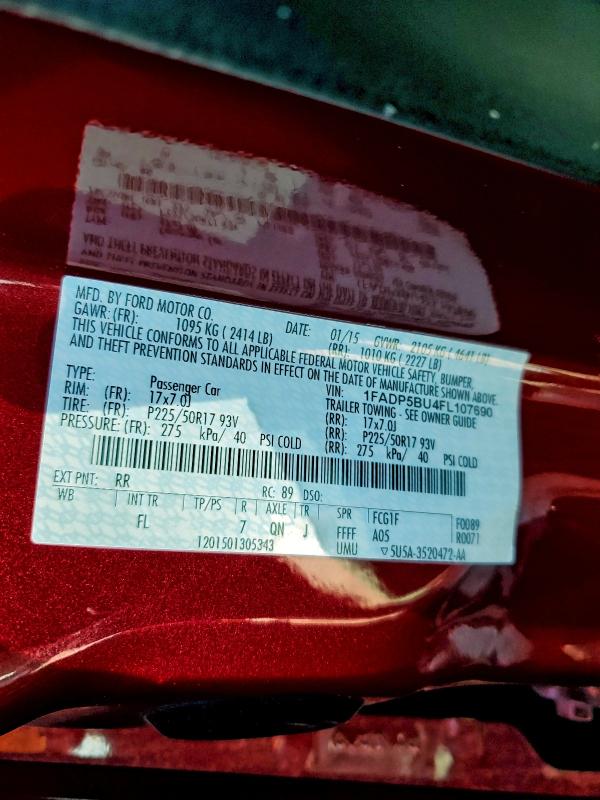 MFD. BY FORD MOTOR CO.
DATE: 01/15 GVWR: 2105 KG ( 4641 LB)
GAWR: (FR): 1095 KG ( 2414 LB) (RR): 1010 KG ( 2227 LB)
THIS VEHICLE CONFORMS TO ALL APPLICABLE FEDERAL MOTOR VEHICLE SAFETY, BUMPER,
AND THEFT PREVENTION STANDARDS IN EFFECT ON THE DATE OF MANUFACTURE SHOWN ABOVE.
VIN: 1FADP5BU4FL107690
TYPE: Passenger Car TRAILER TOWING - SEE OWNER GUIDE
RIM: (FR): 17x7.0J (RR): 17x7.0J
TIRE: (FR): P225/50R17 93V (RR): P225/50R17 93V
PRESSURE: (FR): 275 kPa/ 40 PSI COLD (RR): 275 kPa/ 40 PSI COLD
EXT PNT: RR RC: 89 DSO:
WB INT TR TP/PS R AXLE TR SPR FCG1F F0089
FL 7 QN J FFFF A05 R0071
1201501305343 UMU ▽5U5A-3520472-AA